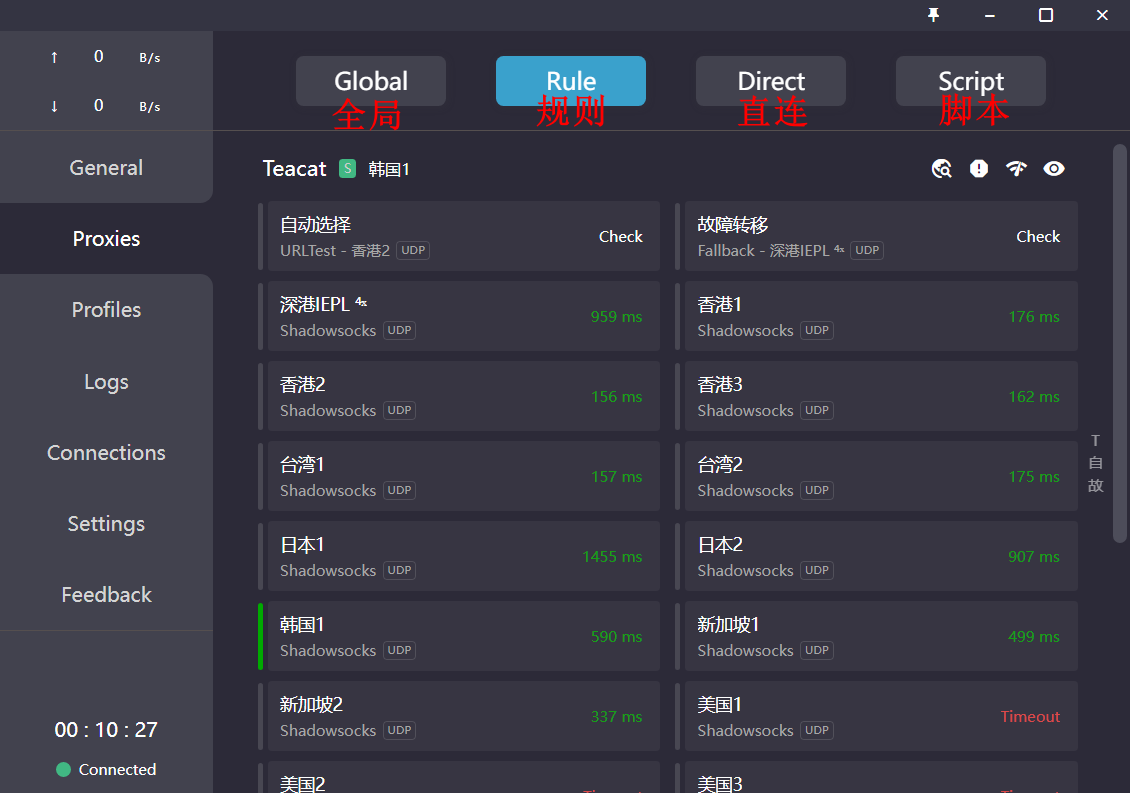 ↑ 0 B/s
↓ 0 B/s
General
Proxies
Profiles
Logs
Connections
Settings
Feedback
00 : 10 : 27
Connected
Global Rule Direct Script
全局 规则 直连 脚本
Teacat S 韩国1
自动选择
URLTest - 香港2 UDP
Check
故障转移
Fallback - 深港IEPL ⁴ˣ UDP
Check
深港IEPL ⁴ˣ
Shadowsocks UDP
959 ms
香港1
Shadowsocks UDP
176 ms
香港2
Shadowsocks UDP
156 ms
香港3
Shadowsocks UDP
162 ms
台湾1
Shadowsocks UDP
157 ms
台湾2
Shadowsocks UDP
175 ms
日本1
Shadowsocks UDP
1455 ms
日本2
Shadowsocks UDP
907 ms
韩国1
Shadowsocks UDP
590 ms
新加坡1
Shadowsocks UDP
499 ms
新加坡2
Shadowsocks UDP
337 ms
美国1
Shadowsocks UDP
Timeout
美国2
美国3
T
自
故